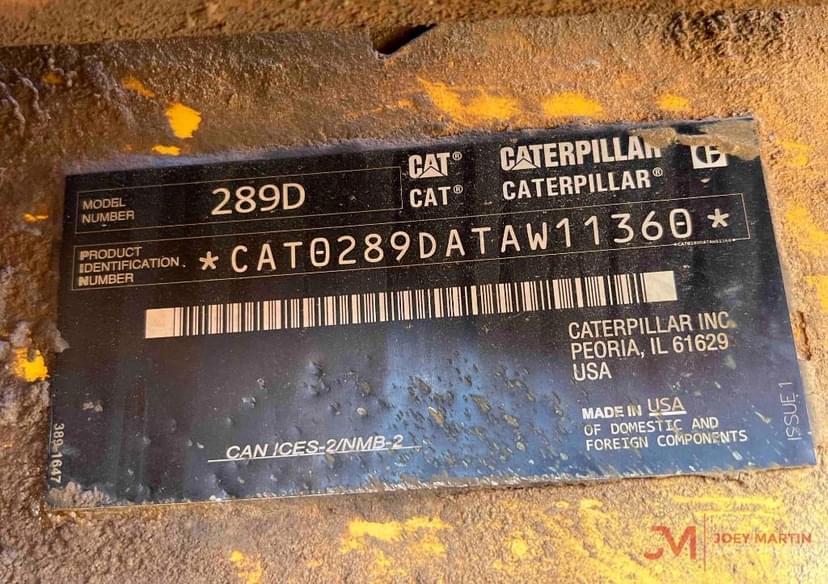 CAT® CATERPILLAR
MODEL NUMBER 289D CAT® CATERPILLAR®
PRODUCT IDENTIFICATION NUMBER *CAT0289DATAW11360*
CATERPILLAR INC.
PEORIA, IL 61629
USA
MADE IN USA
OF DOMESTIC AND
FOREIGN COMPONENTS
CAN ICES-2/NMB-2
389-1647
ISSUE 1
JM JOEY MARTIN